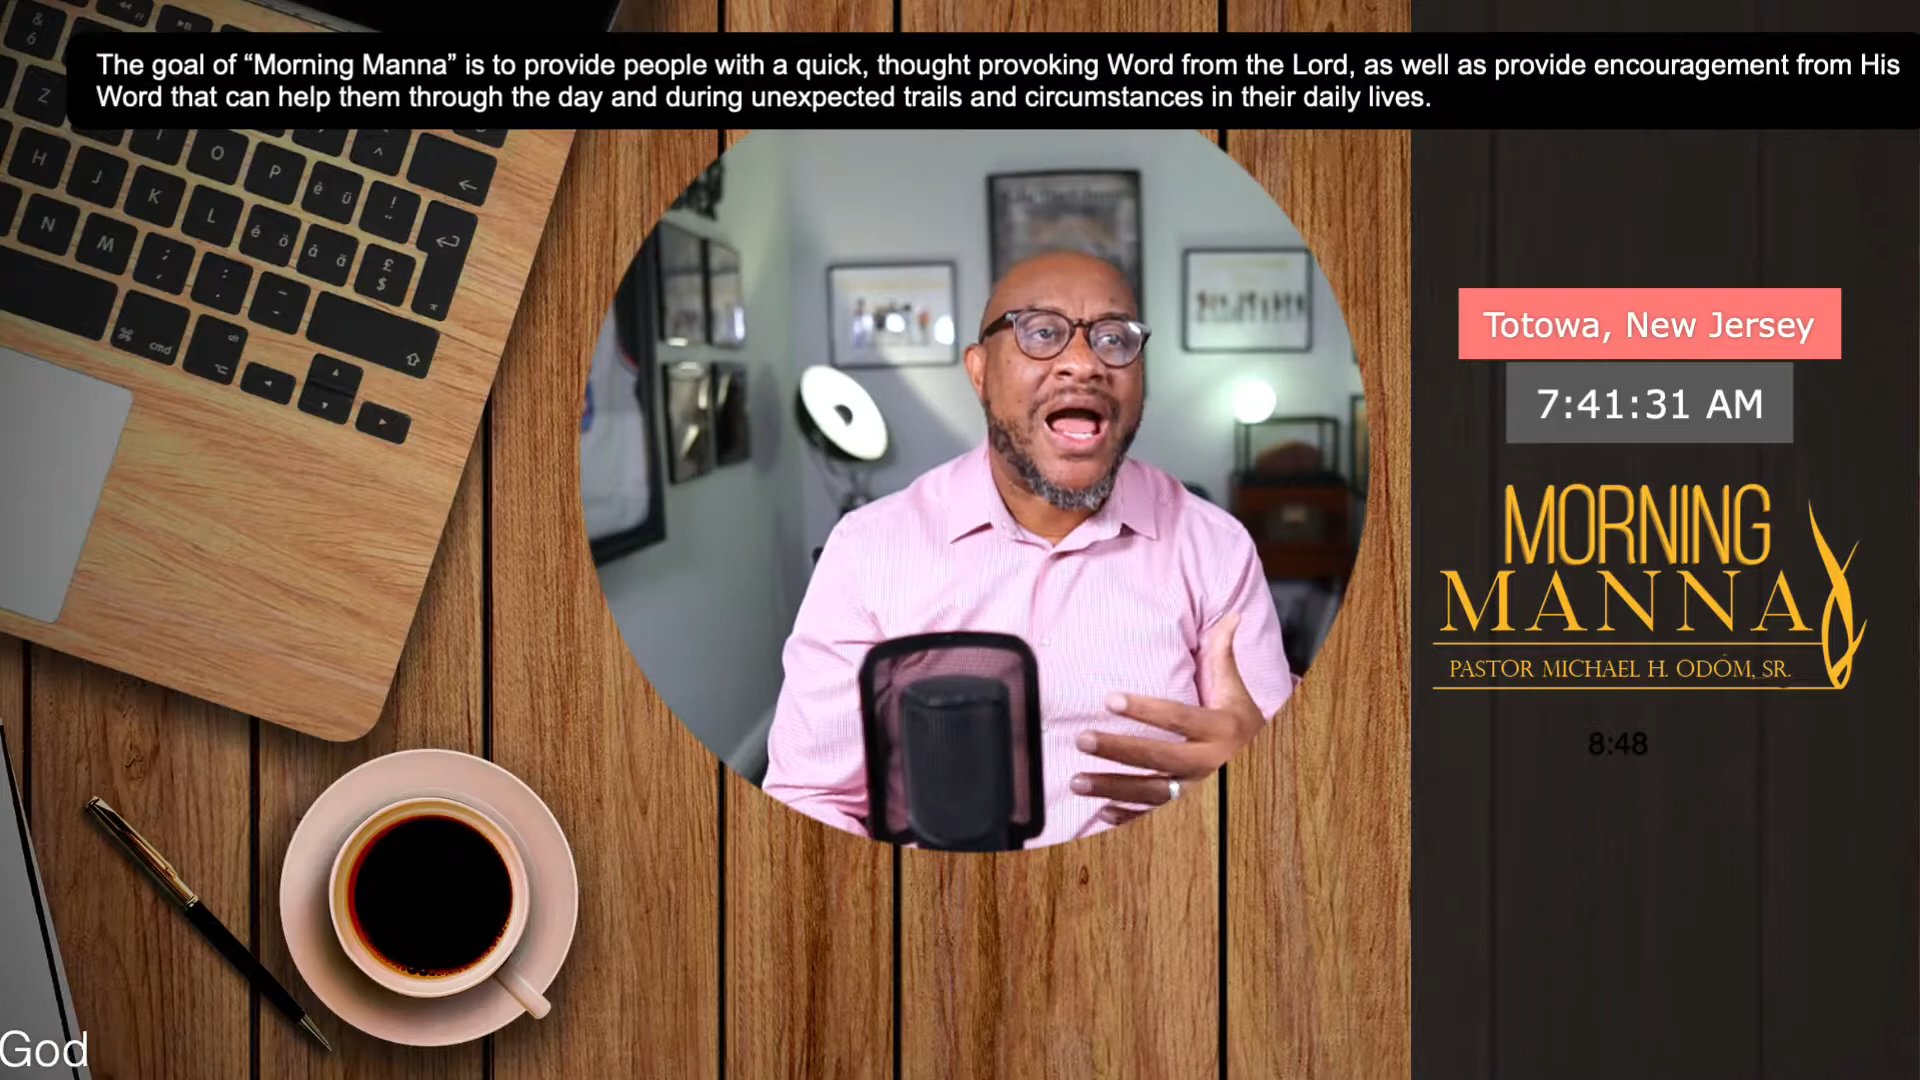 The goal of “Morning Manna” is to provide people with a quick, thought provoking Word from the Lord, as well as provide encouragement from His
Word that can help them through the day and during unexpected trails and circumstances in their daily lives.
Totowa, New Jersey
7:41:31 AM
MORNING
MANNA
PASTOR MICHAEL H. ODOM, SR.
8:48
God
&
6
Z
H
J
K
L
O
P
è
ü
!
N
M
é
ö
à
ä
£
$
;
,
:
.
-
⌘
cmd
⌥